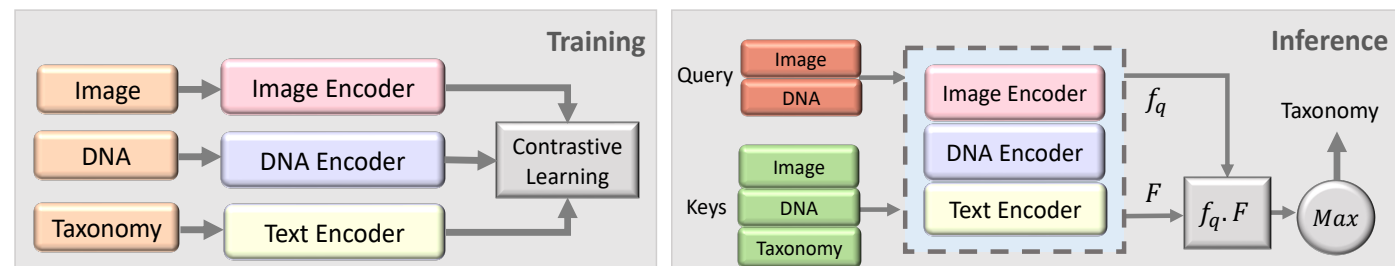 Training
Image
Image Encoder
DNA
DNA Encoder
Contrastive
Learning
Taxonomy
Text Encoder
Inference
Query
Image
DNA
Keys
Image
DNA
Taxonomy
Image Encoder
DNA Encoder
Text Encoder
f_q
F
f_q . F
Max
Taxonomy